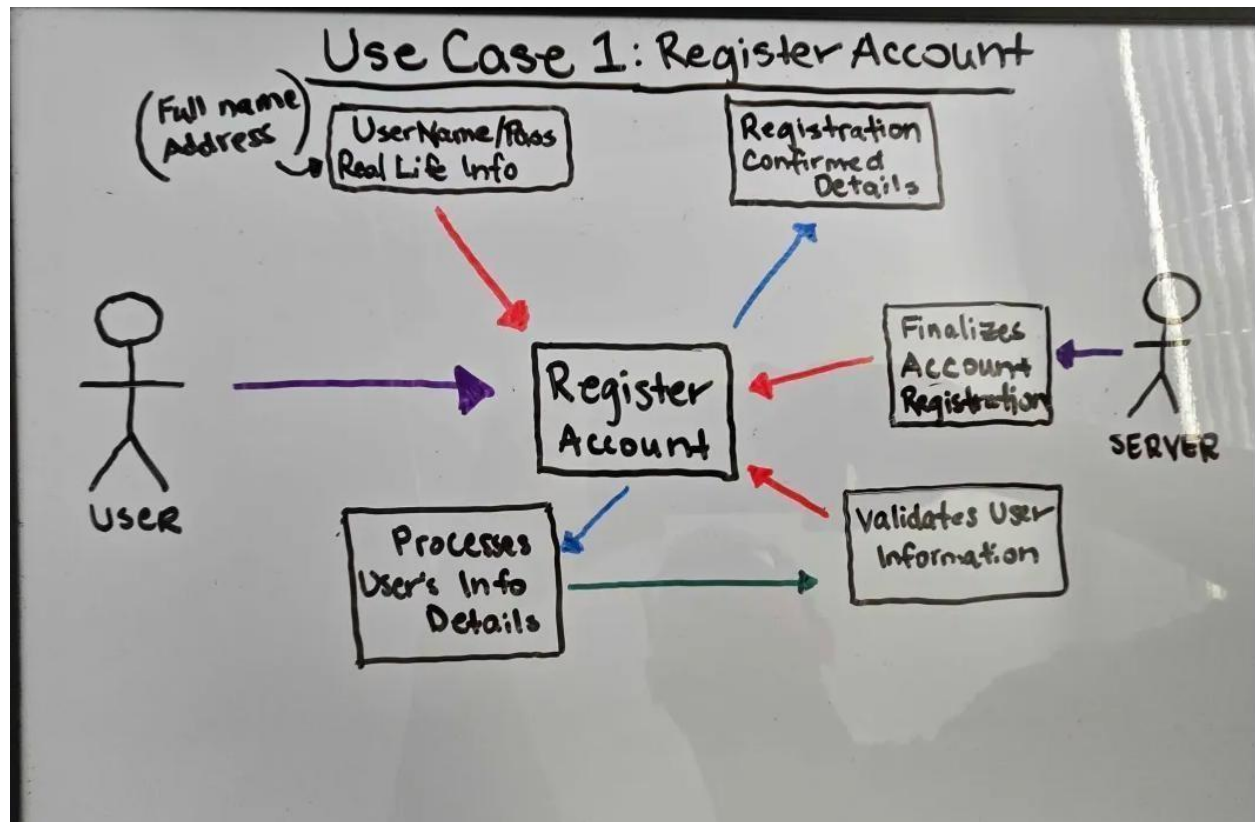 Use Case 1: Register Account
(Full name
Address)
UserName/Pass
Real Life Info
Registration
Confirmed
Details
Finalizes
Account
Registration
SERVER
Register
Account
USER
Processes
User's Info
Details
Validates User
Information